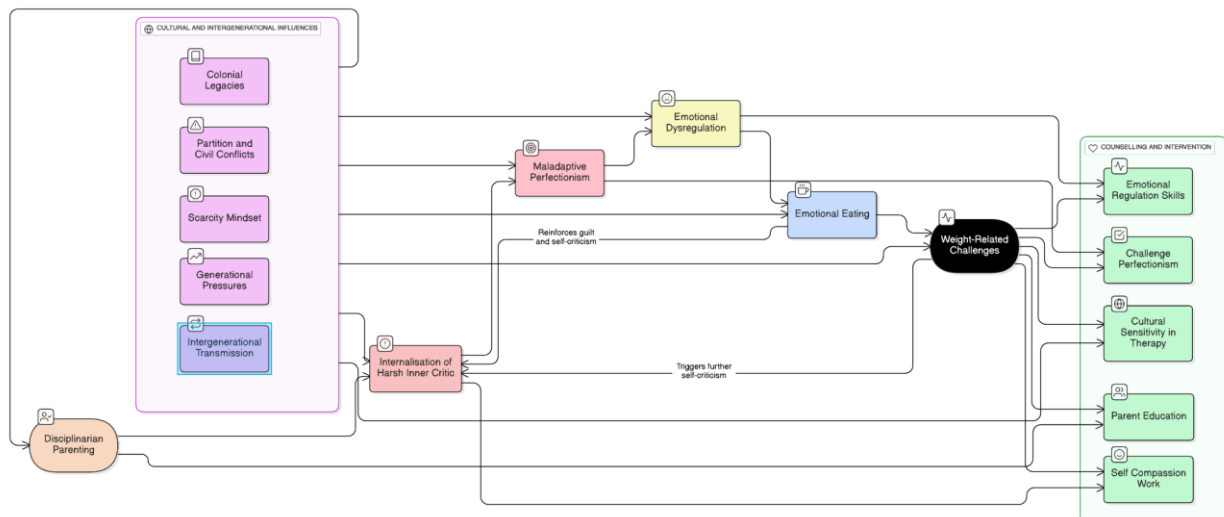 CULTURAL AND INTERGENERATIONAL INFLUENCES
Colonial
Legacies
Partition and
Civil Conflicts
Scarcity Mindset
Generational
Pressures
Intergenerational
Transmission
Disciplinarian
Parenting
Internalisation of
Harsh Inner Critic
Maladaptive
Perfectionism
Emotional
Dysregulation
Emotional Eating
Reinforces guilt
and self-criticism
Weight-Related
Challenges
Triggers further
self-criticism
COUNSELLING AND INTERVENTION
Emotional
Regulation Skills
Challenge
Perfectionism
Cultural
Sensitivity in
Therapy
Parent Education
Self Compassion
Work